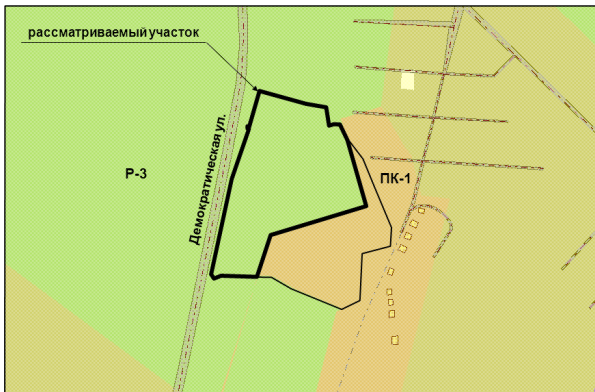 рассматриваемый участок
Демократическая ул.
Р-3
ПК-1